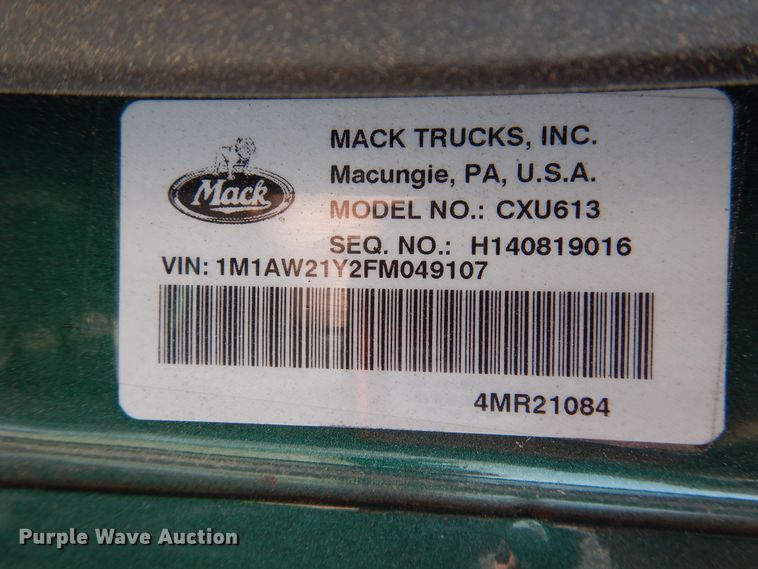 Mack
®
MACK TRUCKS, INC.
Macungie, PA, U.S.A.
MODEL NO.: CXU613
SEQ. NO.: H140819016
VIN: 1M1AW21Y2FM049107
4MR21084
Purple Wave Auction®